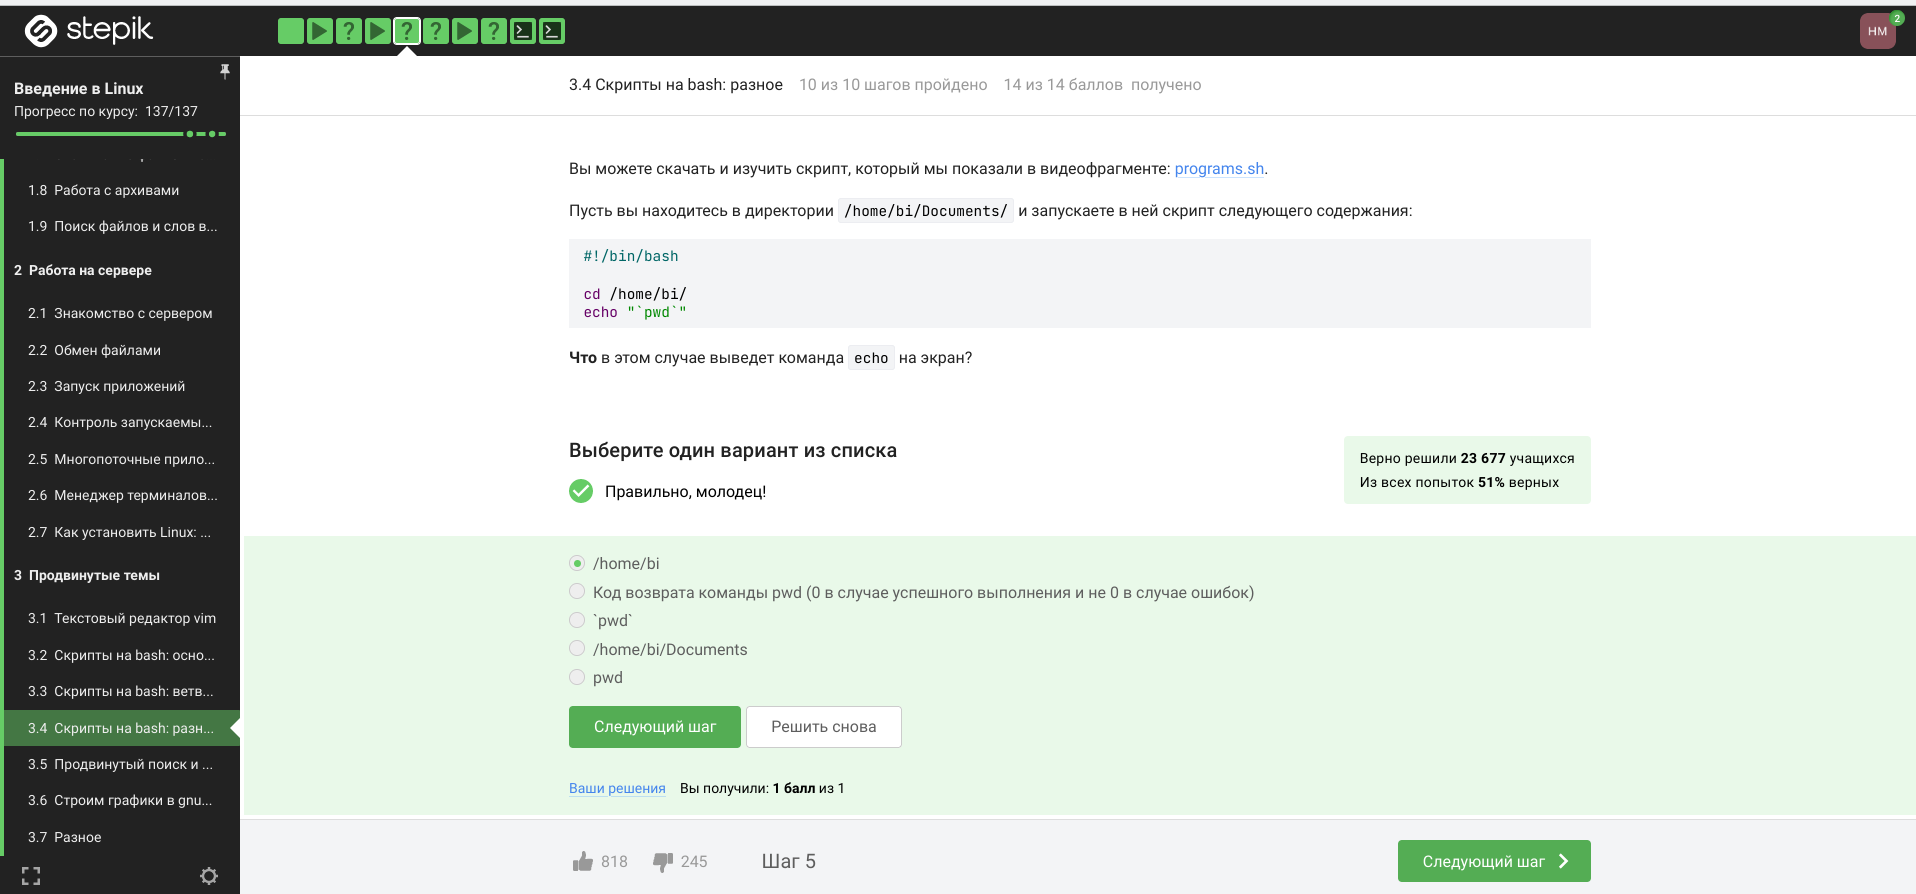 stepik
? ? ? ?
НМ
2
Введение в Linux
Прогресс по курсу: 137/137
1.8 Работа с архивами
1.9 Поиск файлов и слов в...
2 Работа на сервере
2.1 Знакомство с сервером
2.2 Обмен файлами
2.3 Запуск приложений
2.4 Контроль запускаемы...
2.5 Многопоточные прило...
2.6 Менеджер терминалов...
2.7 Как установить Linux: ...
3 Продвинутые темы
3.1 Текстовый редактор vim
3.2 Скрипты на bash: осно...
3.3 Скрипты на bash: ветв...
3.4 Скрипты на bash: разн...
3.5 Продвинутый поиск и ...
3.6 Строим графики в gnu...
3.7 Разное
3.4 Скрипты на bash: разное 10 из 10 шагов пройдено 14 из 14 баллов получено
Вы можете скачать и изучить скрипт, который мы показали в видеофрагменте: programs.sh.
Пусть вы находитесь в директории /home/bi/Documents/ и запускаете в ней скрипт следующего содержания:
#!/bin/bash
cd /home/bi/
echo "`pwd`"
Что в этом случае выведет команда echo на экран?
Выберите один вариант из списка
Правильно, молодец!
Верно решили 23 677 учащихся
Из всех попыток 51% верных
/home/bi
Код возврата команды pwd (0 в случае успешного выполнения и не 0 в случае ошибок)
`pwd`
/home/bi/Documents
pwd
Следующий шаг Решить снова
Ваши решения Вы получили: 1 балл из 1
818 245 Шаг 5 Следующий шаг